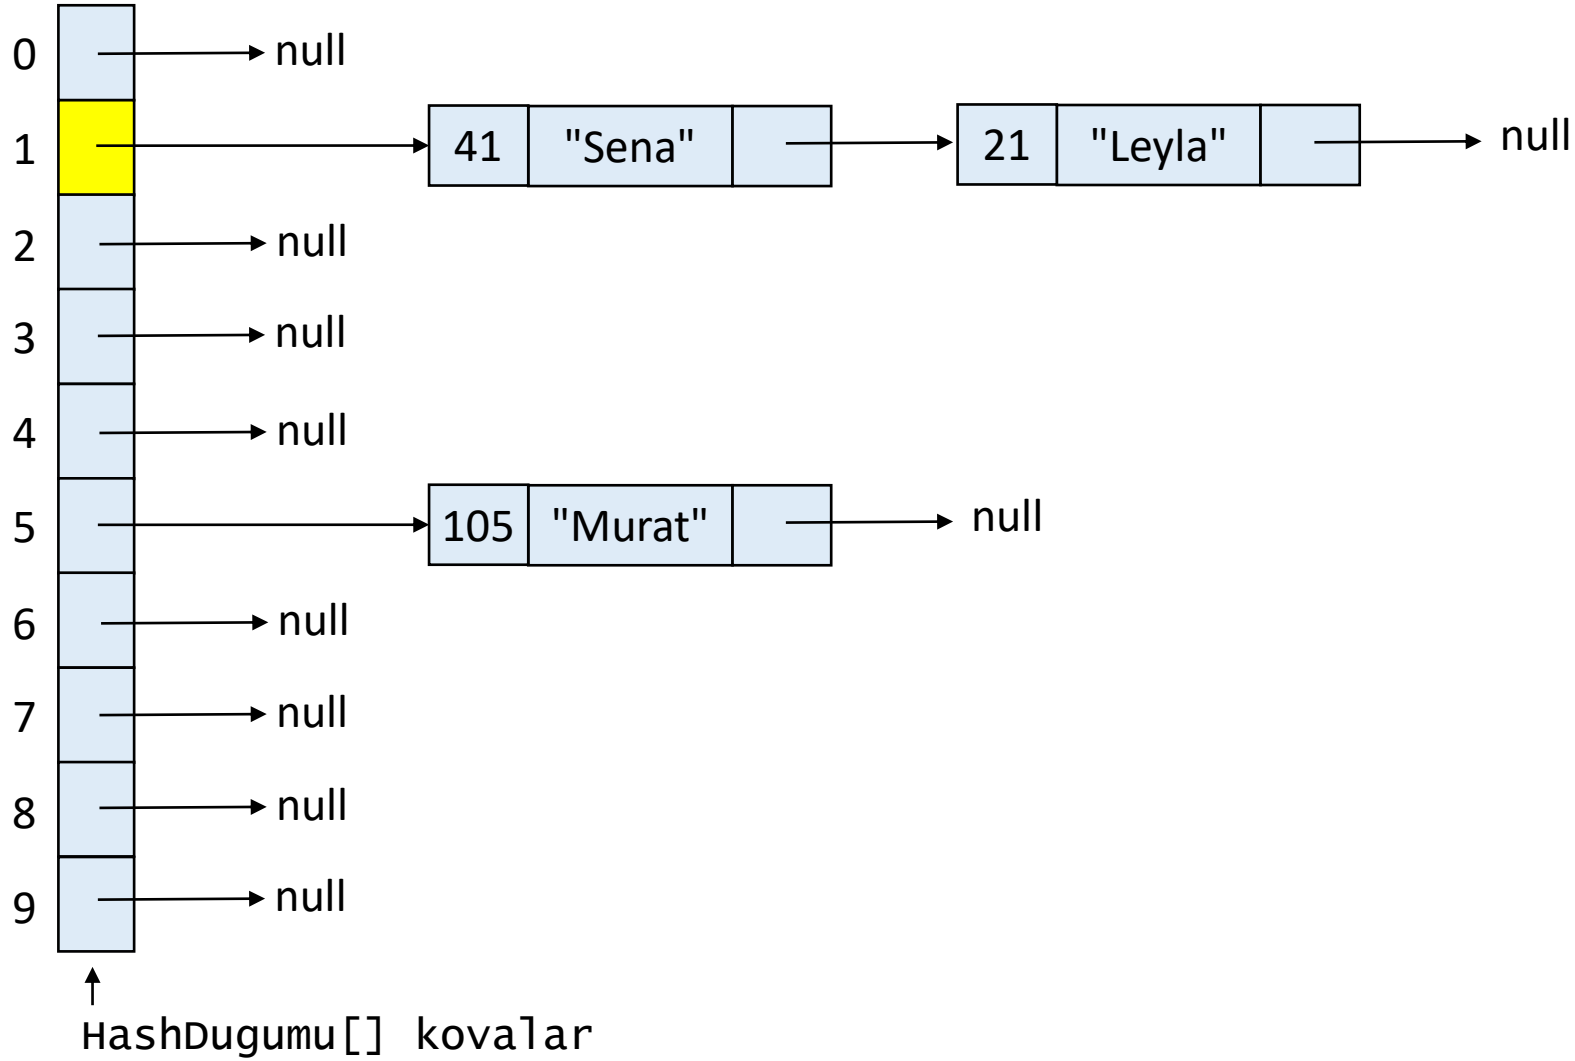 0 null
1 41 "Sena" 21 "Leyla" null
2 null
3 null
4 null
5 105 "Murat" null
6 null
7 null
8 null
9 null
HashDugumu[] kovalar